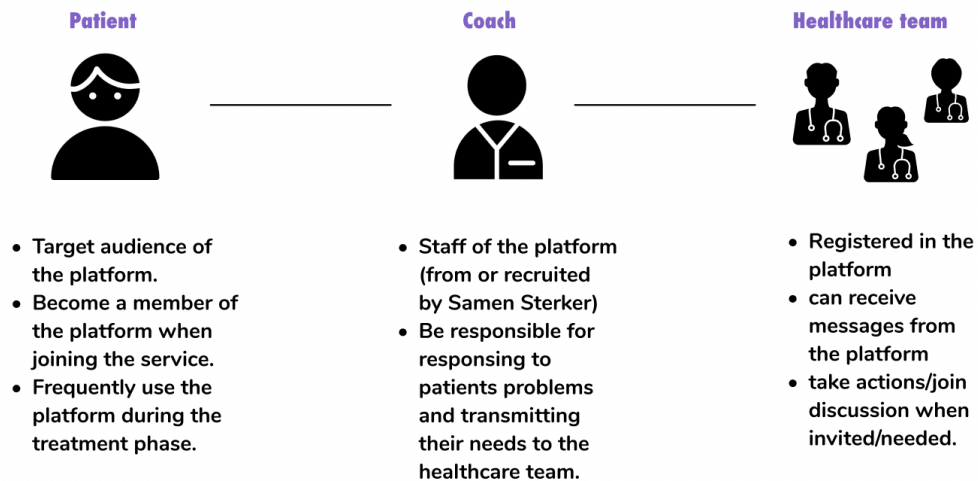 Patient
Coach
Healthcare team
• Target audience of
the platform.
• Become a member of
the platform when
joining the service.
• Frequently use the
platform during the
treatment phase.
• Staff of the platform
(from or recruited
by Samen Sterker)
• Be responsible for
responsing to
patients problems
and transmitting
their needs to the
healthcare team.
• Registered in the
platform
• can receive
messages from
the platform
• take actions/join
discussion when
invited/needed.